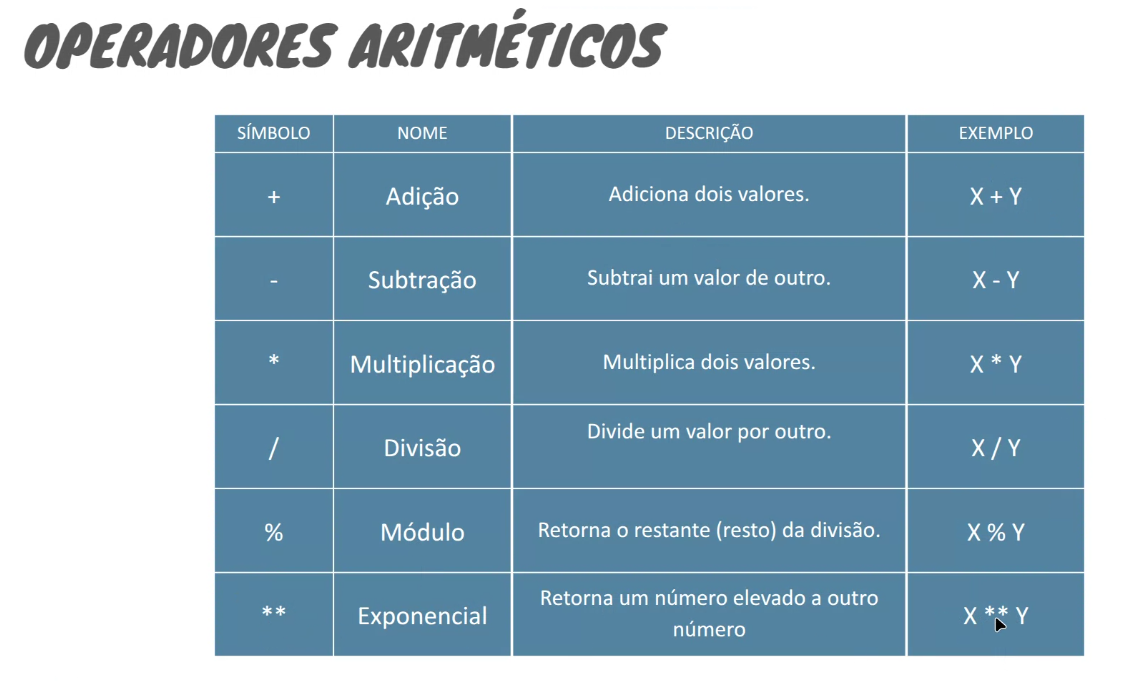 OPERADORES ARITMÉTICOS
SÍMBOLO NOME DESCRIÇÃO EXEMPLO
+ Adição Adiciona dois valores. X + Y
- Subtração Subtrai um valor de outro. X - Y
* Multiplicação Multiplica dois valores. X * Y
/ Divisão Divide um valor por outro. X / Y
% Módulo Retorna o restante (resto) da divisão. X % Y
** Exponencial Retorna um número elevado a outro
número X ** Y